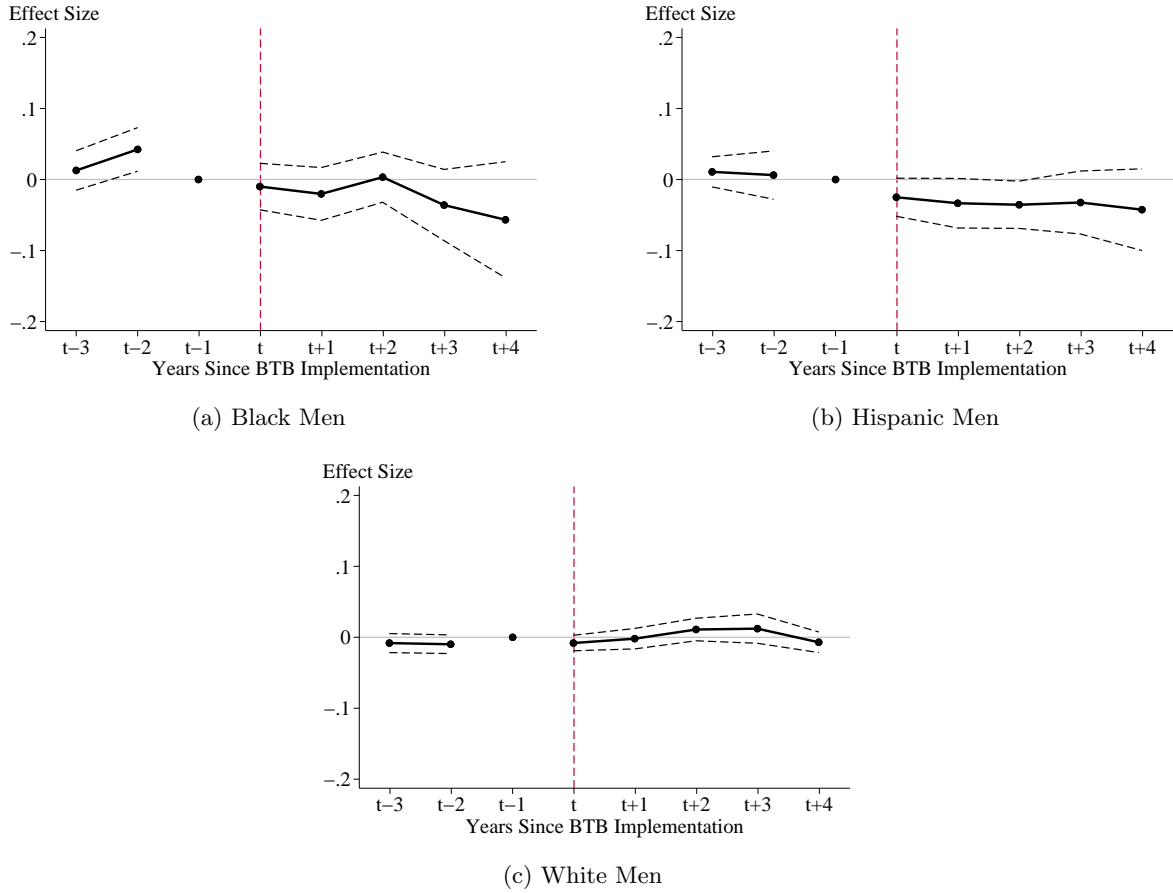 Effect Size
.2
.1
0
−.1
−.2
t−3 t−2 t−1 t t+1 t+2 t+3 t+4
Years Since BTB Implementation
(a) Black Men
Effect Size
.2
.1
0
−.1
−.2
t−3 t−2 t−1 t t+1 t+2 t+3 t+4
Years Since BTB Implementation
(b) Hispanic Men
Effect Size
.2
.1
0
−.1
−.2
t−3 t−2 t−1 t t+1 t+2 t+3 t+4
Years Since BTB Implementation
(c) White Men